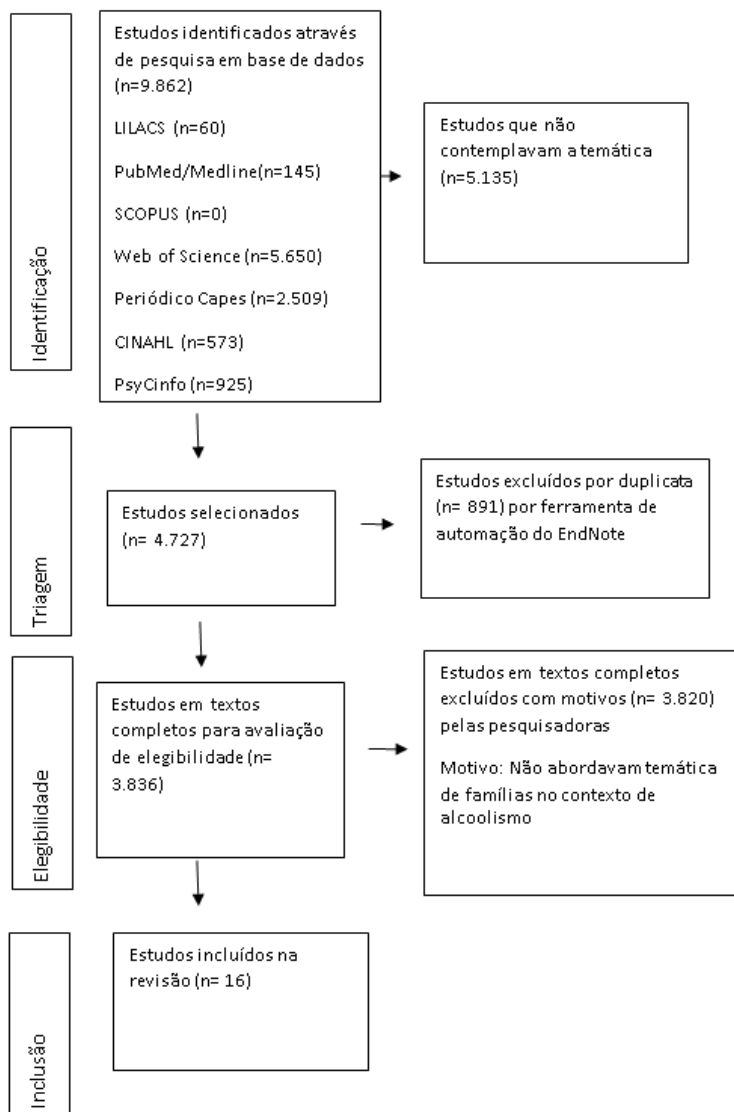 Identificação
Estudos identificados através
de pesquisa em base de dados
(n=9.862)
LILACS (n=60)
PubMed/Medline(n=145)
SCOPUS (n=0)
Web of Science (n=5.650)
Periódico Capes (n=2.509)
CINAHL (n=573)
PsyCinfo (n=925)
Estudos que não
contemplavam a temática
(n=5.135)
Triagem
Estudos selecionados
(n= 4.727)
Estudos excluídos por duplicata
(n= 891) por ferramenta de
automação do EndNote
Elegibilidade
Estudos em textos
completos para avaliação
de elegibilidade (n=
3.836)
Estudos em textos completos
excluídos com motivos (n= 3.820)
pelas pesquisadoras
Motivo: Não abordavam temática
de famílias no contexto de
alcoolismo
Inclusão
Estudos incluídos na
revisão (n= 16)